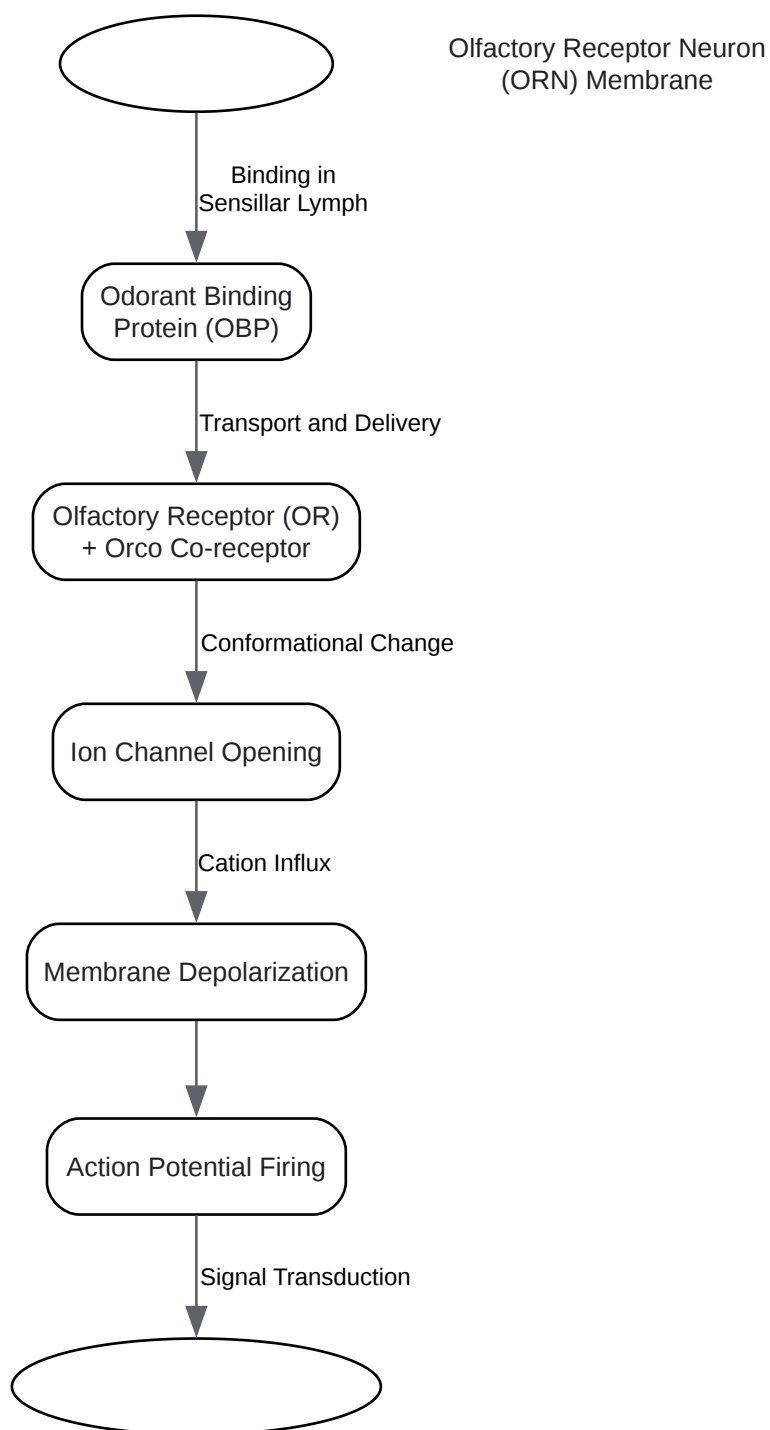 Olfactory Receptor Neuron
(ORN) Membrane
Binding in
Sensillar Lymph
Odorant Binding
Protein (OBP)
Transport and Delivery
Olfactory Receptor (OR)
+ Orco Co-receptor
Conformational Change
Ion Channel Opening
Cation Influx
Membrane Depolarization
Action Potential Firing
Signal Transduction